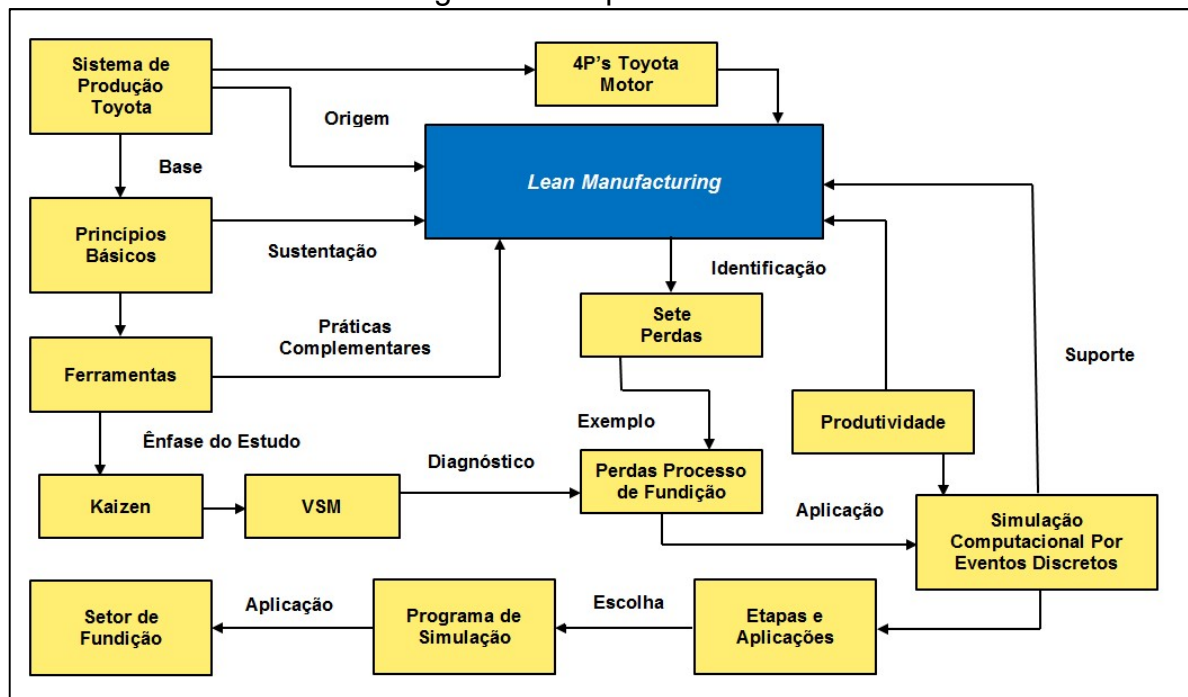 Sistema de
Produção
Toyota
4P's Toyota
Motor
Origem
Base
Lean Manufacturing
Princípios
Básicos
Sustentação
Identificação
Sete
Perdas
Práticas
Complementares
Suporte
Ferramentas
Exemplo
Produtividade
Ênfase do Estudo
Diagnóstico
Perdas Processo
de Fundição
Kaizen
VSM
Aplicação
Simulação
Computacional Por
Eventos Discretos
Setor de
Fundição
Aplicação
Programa de
Simulação
Escolha
Etapas e
Aplicações